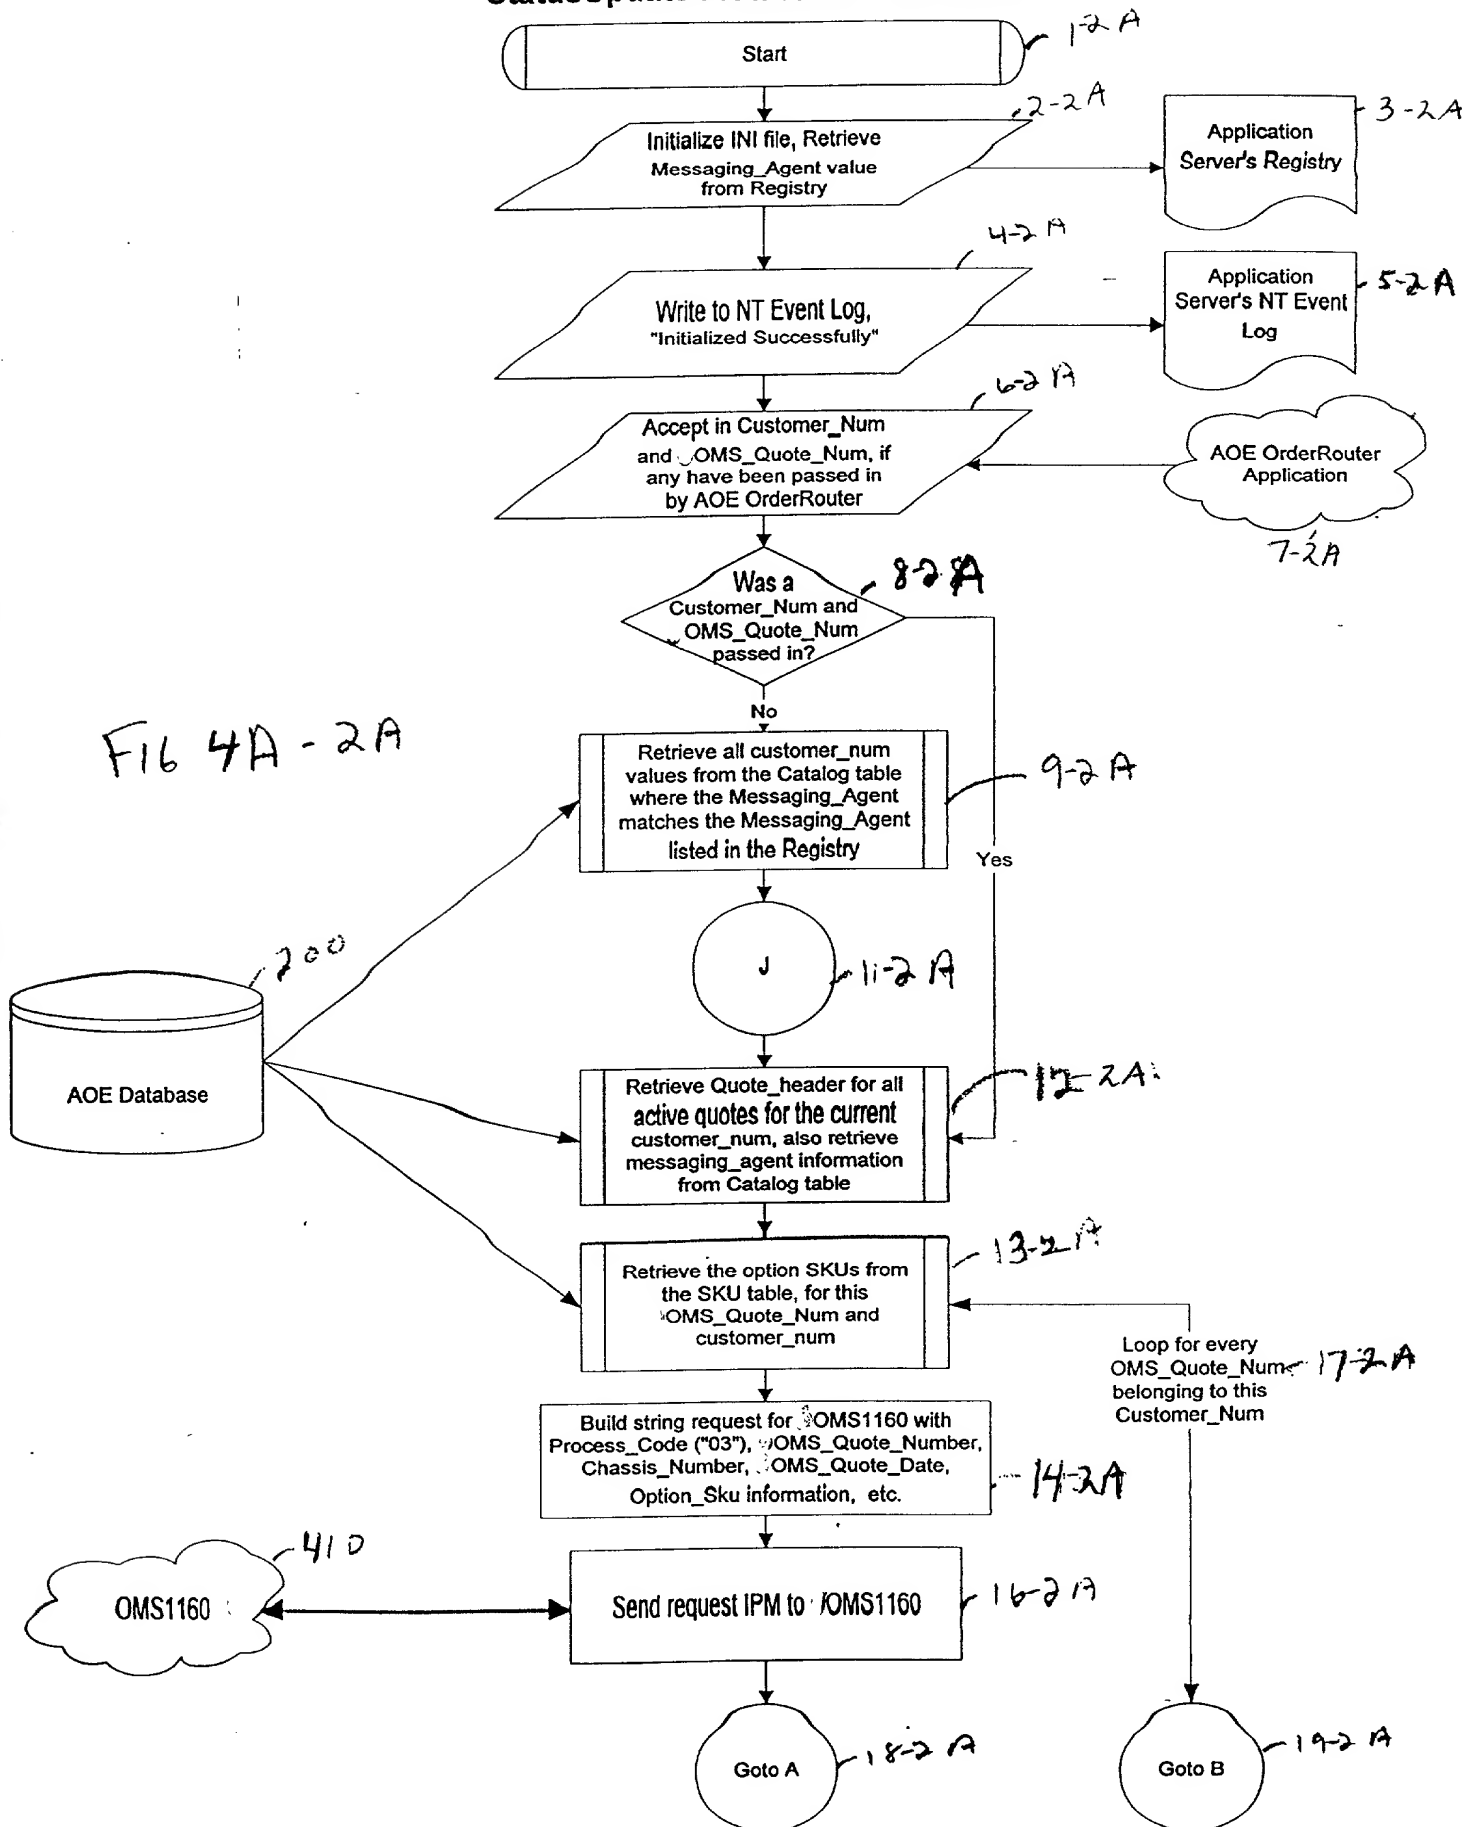 Start
1-2A
2-2A
Initialize INI file, Retrieve
Messaging_Agent value
from Registry
Application
Server's Registry
3-2A
4-2A
Write to NT Event Log,
"Initialized Successfully"
Application
Server's NT Event
Log
5-2A
6-2A
Accept in Customer_Num
and OMS_Quote_Num, if
any have been passed in
by AOE OrderRouter
AOE OrderRouter
Application
7-2A
Was a
Customer_Num and
OMS_Quote_Num
passed in?
8-2A
No
FIG 4A-2A
Retrieve all customer_num
values from the Catalog table
where the Messaging_Agent
matches the Messaging_Agent
listed in the Registry
9-2A
Yes
J
11-2A
200
AOE Database
Retrieve Quote_header for all
active quotes for the current
customer_num, also retrieve
messaging_agent information
from Catalog table
12-2A
Retrieve the option SKUs from
the SKU table, for this
OMS_Quote_Num and
customer_num
13-2A
Loop for every
OMS_Quote_Num
belonging to this
Customer_Num
17-2A
Build string request for OMS1160 with
Process_Code ("03"), OMS_Quote_Number,
Chassis_Number, OMS_Quote_Date,
Option_Sku information, etc.
14-2A
410
OMS1160
Send request IPM to OMS1160
16-2A
Goto A
18-2A
Goto B
19-2A